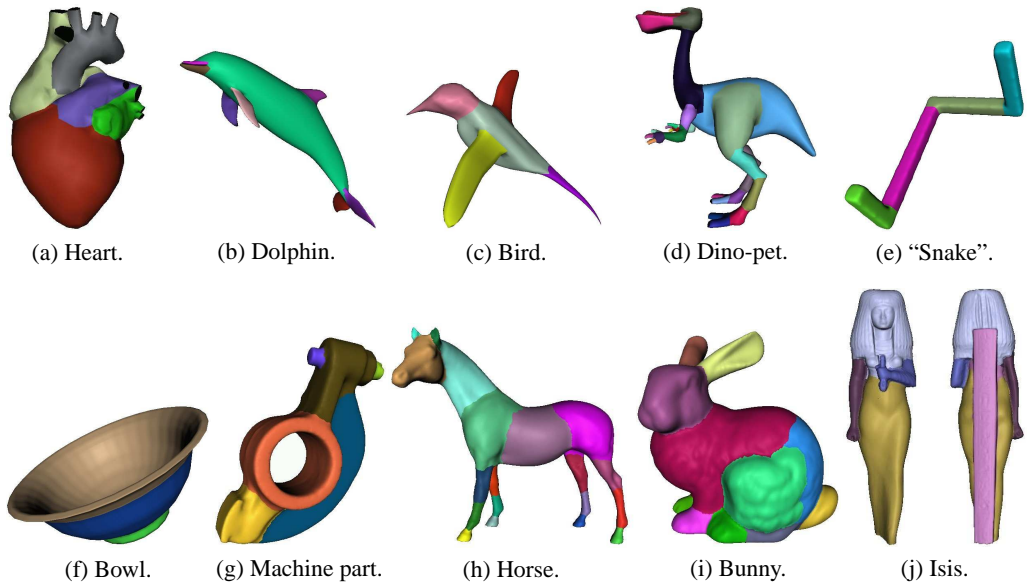 (a) Heart.
(b) Dolphin.
(c) Bird.
(d) Dino-pet.
(e) “Snake”.
(f) Bowl.
(g) Machine part.
(h) Horse.
(i) Bunny.
(j) Isis.